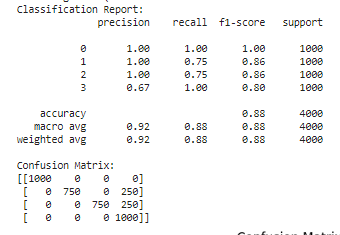 Classification Report:
precision recall f1-score support
0 1.00 1.00 1.00 1000
1 1.00 0.75 0.86 1000
2 1.00 0.75 0.86 1000
3 0.67 1.00 0.80 1000
accuracy 0.88 4000
macro avg 0.92 0.88 0.88 4000
weighted avg 0.92 0.88 0.88 4000
Confusion Matrix:
[[1000 0 0 0]
[ 0 750 0 250]
[ 0 0 750 250]
[ 0 0 0 1000]]